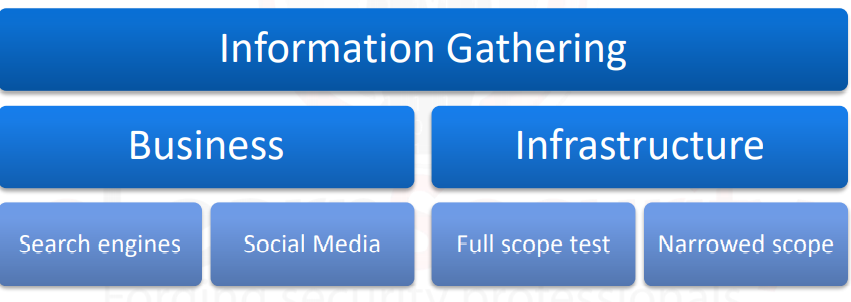 Information Gathering
Business
Infrastructure
Search engines
Social Media
Full scope test
Narrowed scope
Forging security professionals